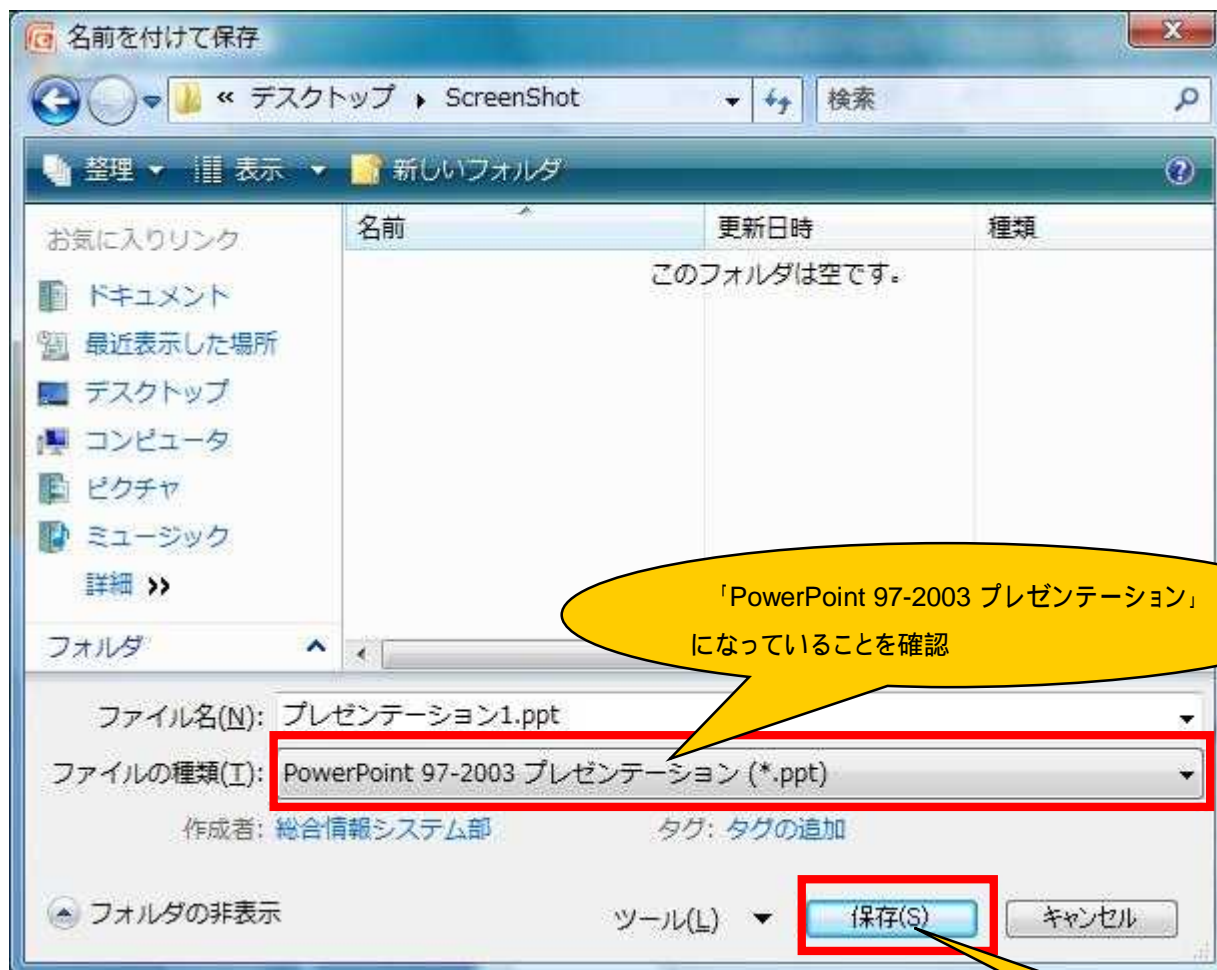 名前を付けて保存
« デスクトップ ▸ ScreenShot
検索
整理 表示 新しいフォルダ
お気に入りリンク
名前 更新日時 種類
このフォルダは空です。
ドキュメント
最近表示した場所
デスクトップ
コンピュータ
ピクチャ
ミュージック
詳細 »
フォルダ
「PowerPoint 97-2003 プレゼンテーション」
になっていることを確認
ファイル名(N): プレゼンテーション1.ppt
ファイルの種類(T): PowerPoint 97-2003 プレゼンテーション (*.ppt)
作成者: 総合情報システム部 タグ: タグの追加
フォルダの非表示
ツール(L) 保存(S) キャンセル